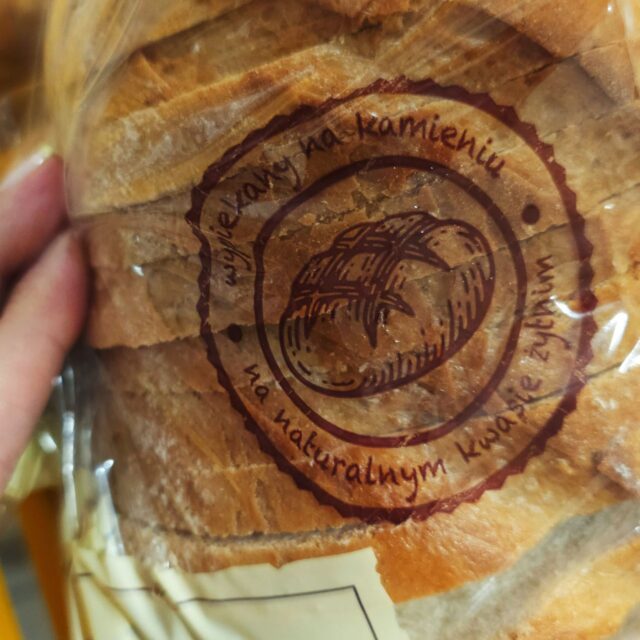 wypiekany na kamieniu
na naturalnym kwasie żytnim